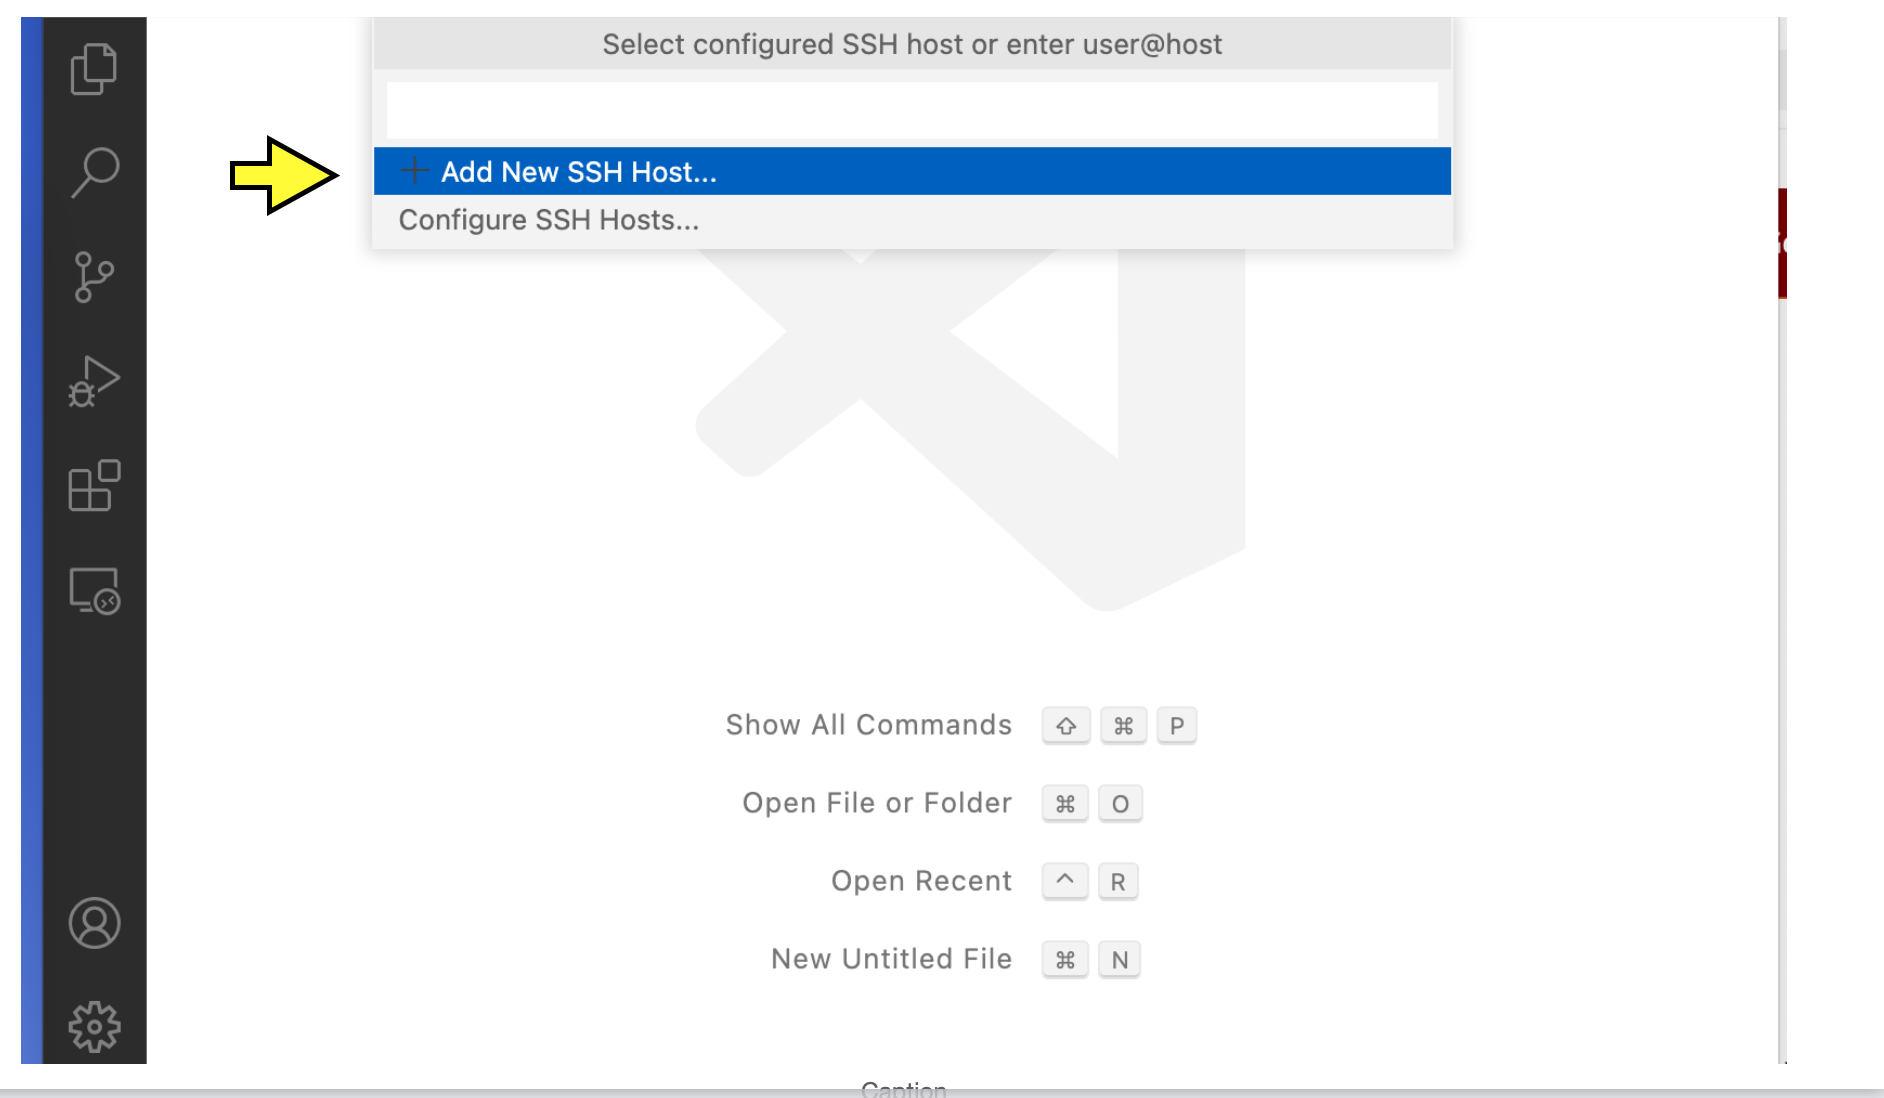 Select configured SSH host or enter user@host
Add New SSH Host...
Configure SSH Hosts...
Show All Commands ⇧ ⌘ P
Open File or Folder ⌘ O
Open Recent ^ R
New Untitled File ⌘ N
Caption